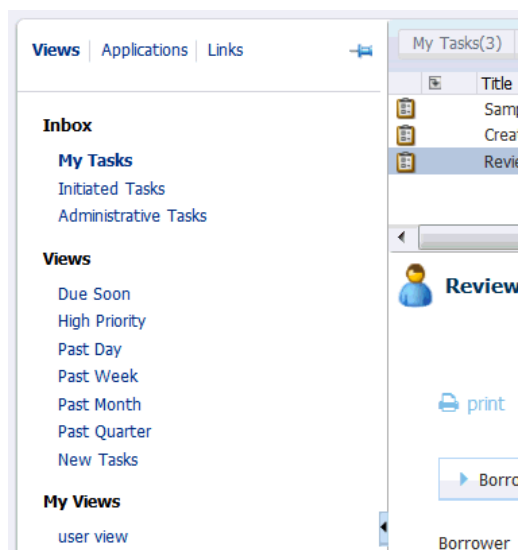 Views Applications Links
Inbox
My Tasks
Initiated Tasks
Administrative Tasks
Views
Due Soon
High Priority
Past Day
Past Week
Past Month
Past Quarter
New Tasks
My Views
user view
My Tasks(3)
Title
Review
print
Borrower